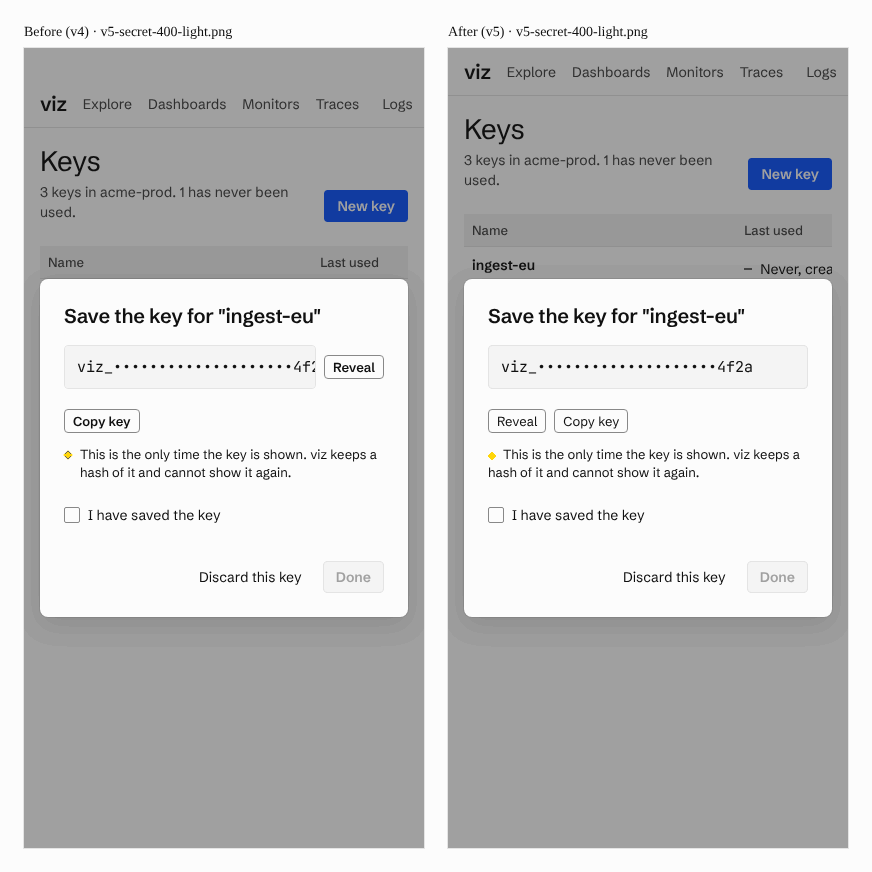 Before (v4) · v5-secret-400-light.png
viz Explore Dashboards Monitors Traces Logs
Keys
3 keys in acme-prod. 1 has never been
used.
New key
Name Last used
Save the key for "ingest-eu"
viz_•••••••••••••••••••4f2
Reveal
Copy key
This is the only time the key is shown. viz keeps a
hash of it and cannot show it again.
I have saved the key
Discard this key Done
After (v5) · v5-secret-400-light.png
viz Explore Dashboards Monitors Traces Logs
Keys
3 keys in acme-prod. 1 has never been
used.
New key
Name Last used
ingest-eu – Never, crea
Save the key for "ingest-eu"
viz_••••••••••••••••••••4f2a
Reveal Copy key
This is the only time the key is shown. viz keeps a
hash of it and cannot show it again.
I have saved the key
Discard this key Done